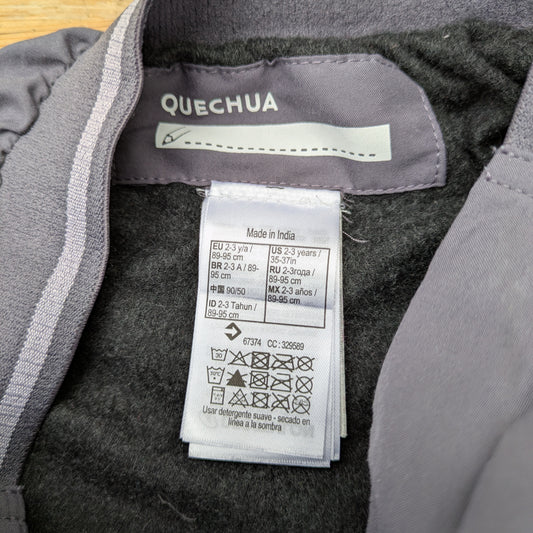 QUECHUA
Made in India
EU 2-3 y/a /
89-95 cm
BR 2-3 A / 89-
95 cm
中国 90/50
ID 2-3 Tahun /
89-95 cm
US 2-3 years /
35-37in
RU 2-3года /
89-95 cm
MX 2-3 años /
89-95 cm
67374 CC : 329589
30
Usar detergente suave - secado en
línea a la sombra